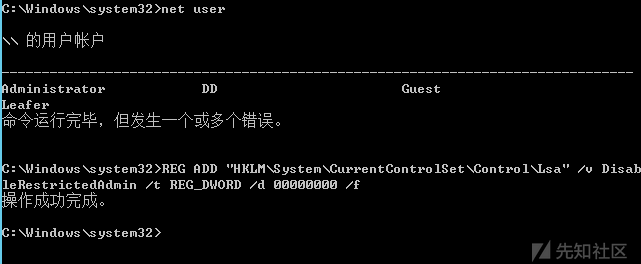 C:\Windows\system32>net user
\\ 的用户帐户
-------------------------------------------------------------------------------
Administrator            DD                       Guest
Leafer
命令运行完毕，但发生一个或多个错误。
C:\Windows\system32>REG ADD "HKLM\System\CurrentControlSet\Control\Lsa" /v Disab
leRestrictedAdmin /t REG_DWORD /d 00000000 /f
操作成功完成。
C:\Windows\system32>
先知社区